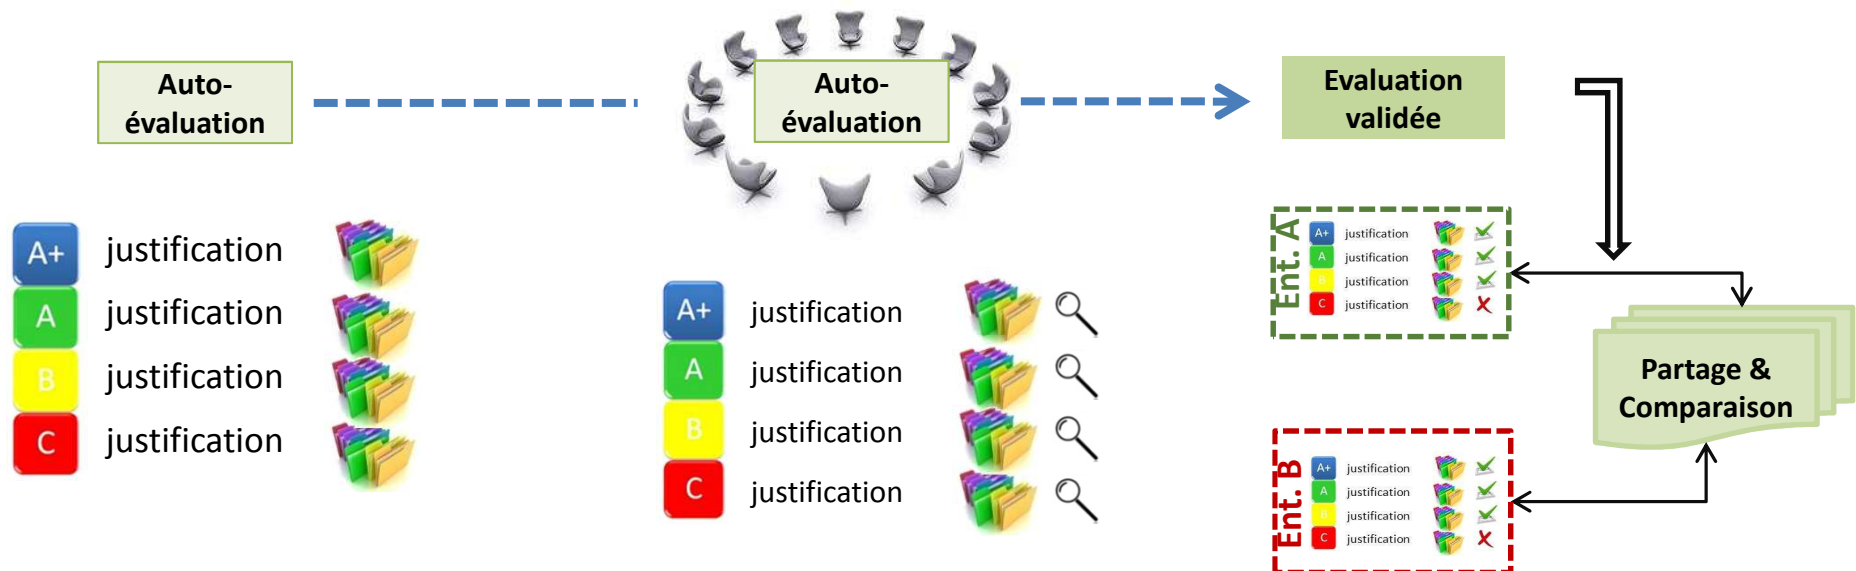 Auto-
évaluation
A+ justification
A justification
B justification
C justification
Auto-
évaluation
A+ justification
A justification
B justification
C justification
Evaluation
validée
Ent. A
A+ justification
A justification
B justification
C justification
Ent. B
A+ justification
A justification
B justification
C justification
Partage &
Comparaison